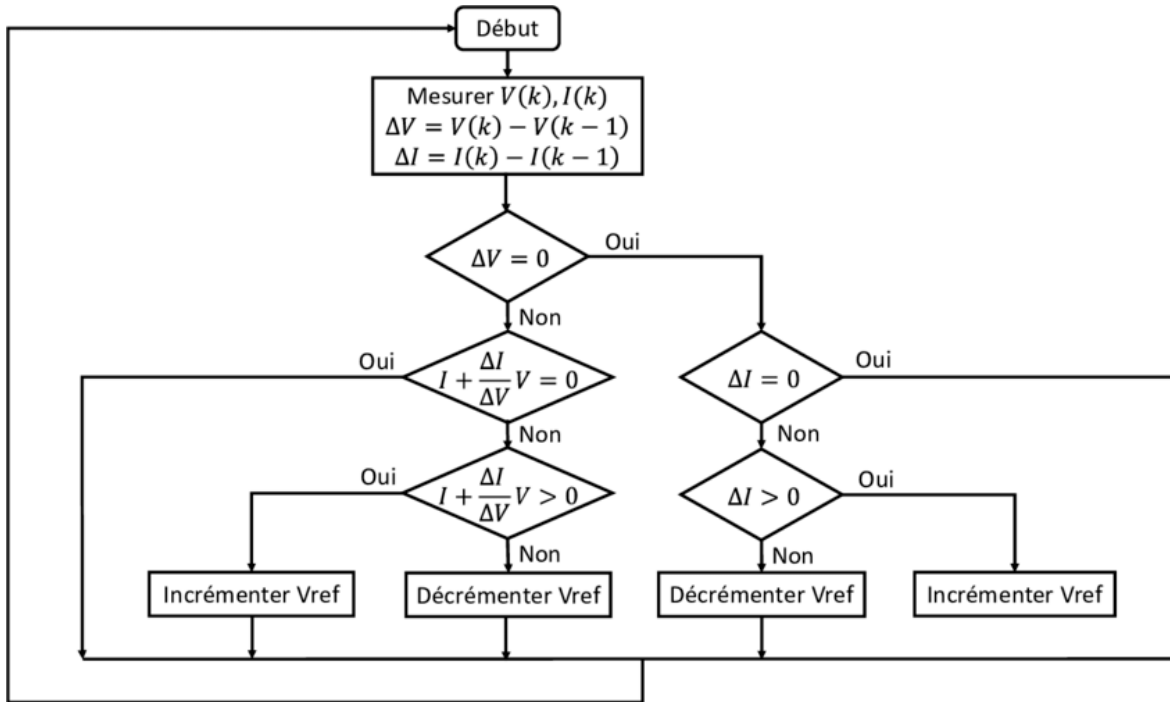 Début
Mesurer V(k), I(k)
ΔV = V(k) − V(k − 1)
ΔI = I(k) − I(k − 1)
ΔV = 0
Oui
Non
Oui
I + ΔI/ΔV V = 0
ΔI = 0
Oui
Non
Non
Oui
I + ΔI/ΔV V > 0
ΔI > 0
Oui
Non
Non
Incrémenter Vref
Décrémenter Vref
Décrémenter Vref
Incrémenter Vref